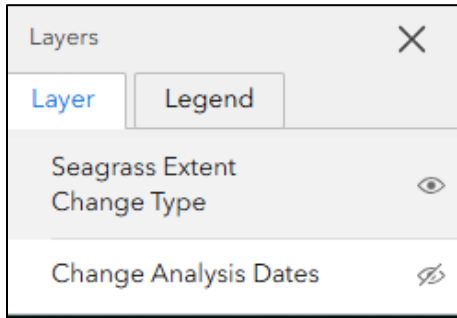 Layers
Layer
Legend
Seagrass Extent
Change Type
Change Analysis Dates